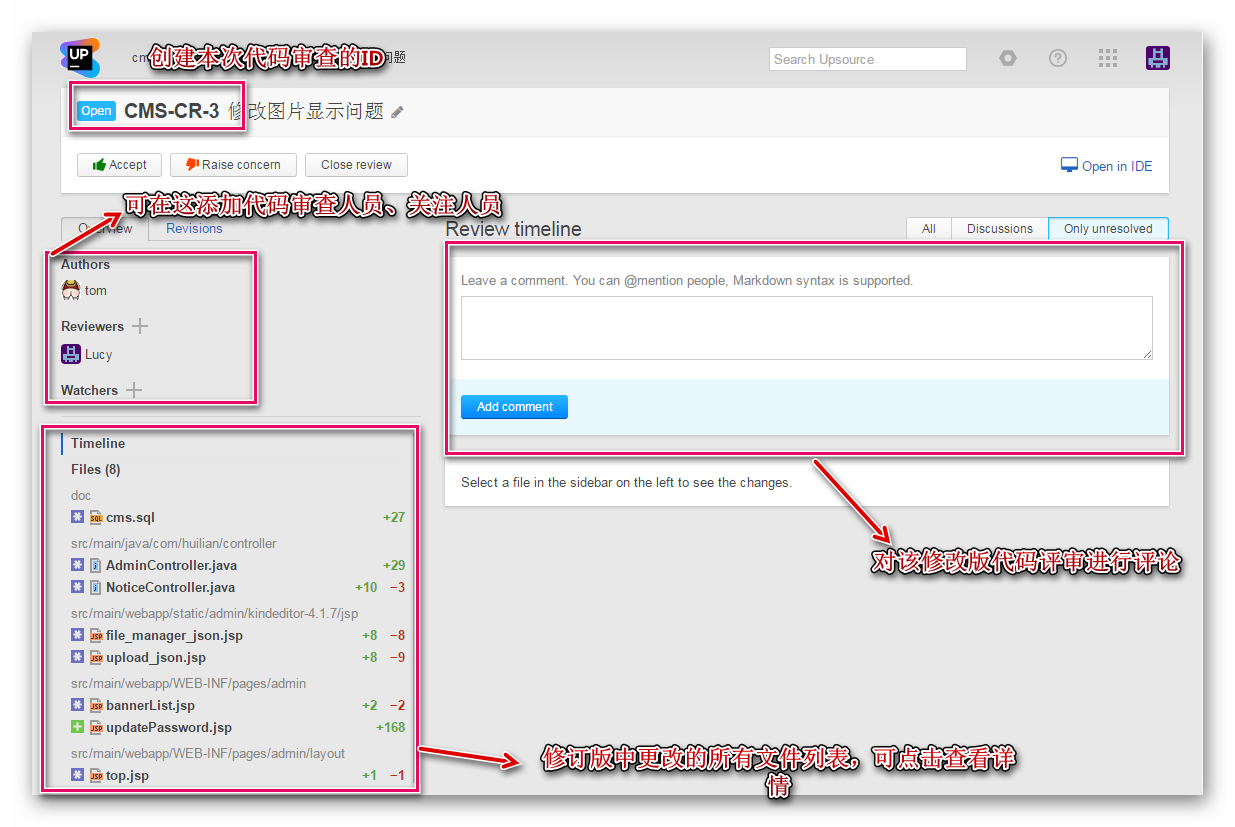 UP
cm 创建本次代码审查的ID 问题
Search Upsource
Open CMS-CR-3 修改图片显示问题
Accept Raise concern Close review Open in IDE
可在这添加代码审查人员、关注人员
Overview Revisions
Review timeline All Discussions Only unresolved
Authors
tom
Reviewers
Lucy
Watchers
Leave a comment. You can @mention people, Markdown syntax is supported.
Add comment
Select a file in the sidebar on the left to see the changes.
对该修改版代码评审进行评论
Timeline
Files (8)
doc
cms.sql +27
src/main/java/com/huilian/controller
AdminController.java +29
NoticeController.java +10 −3
src/main/webapp/static/admin/kindeditor-4.1.7/jsp
file_manager_json.jsp +8 −8
upload_json.jsp +8 −9
src/main/webapp/WEB-INF/pages/admin
bannerList.jsp +2 −2
updatePassword.jsp +168
src/main/webapp/WEB-INF/pages/admin/layout
top.jsp +1 −1
修订版中更改的所有文件列表，可点击查看详
情